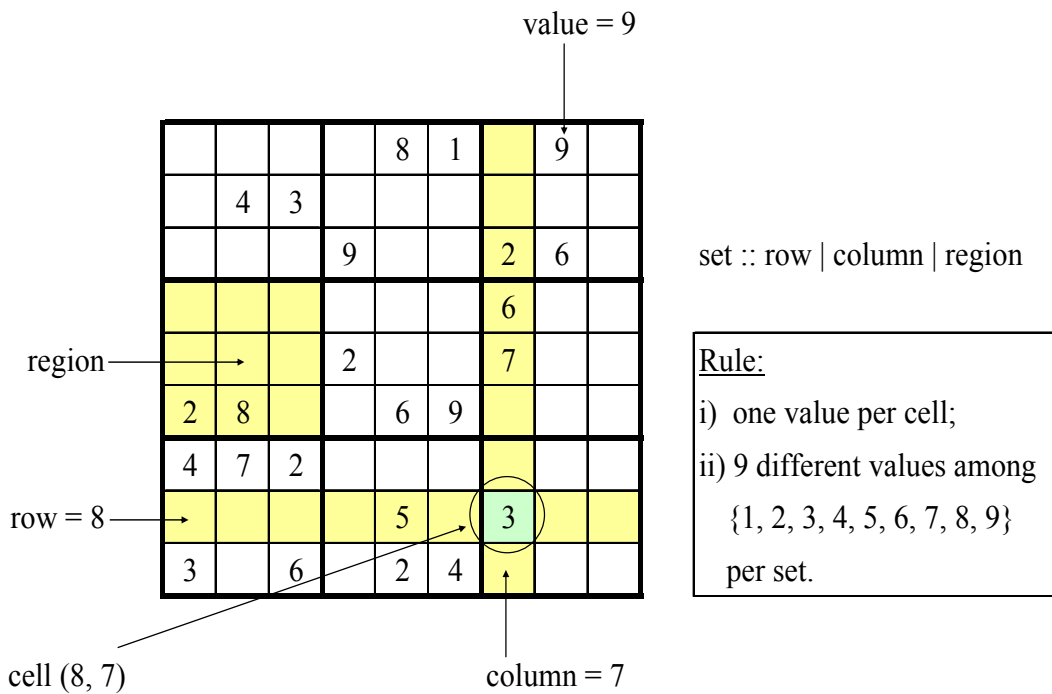 value = 9
8 1 9
4 3
9 2 6
set :: row | column | region
6
region
2 7
Rule:
2 8 6 9
i) one value per cell;
4 7 2
ii) 9 different values among
row = 8
5 3
{1, 2, 3, 4, 5, 6, 7, 8, 9}
3 6 2 4
per set.
cell (8, 7)
column = 7